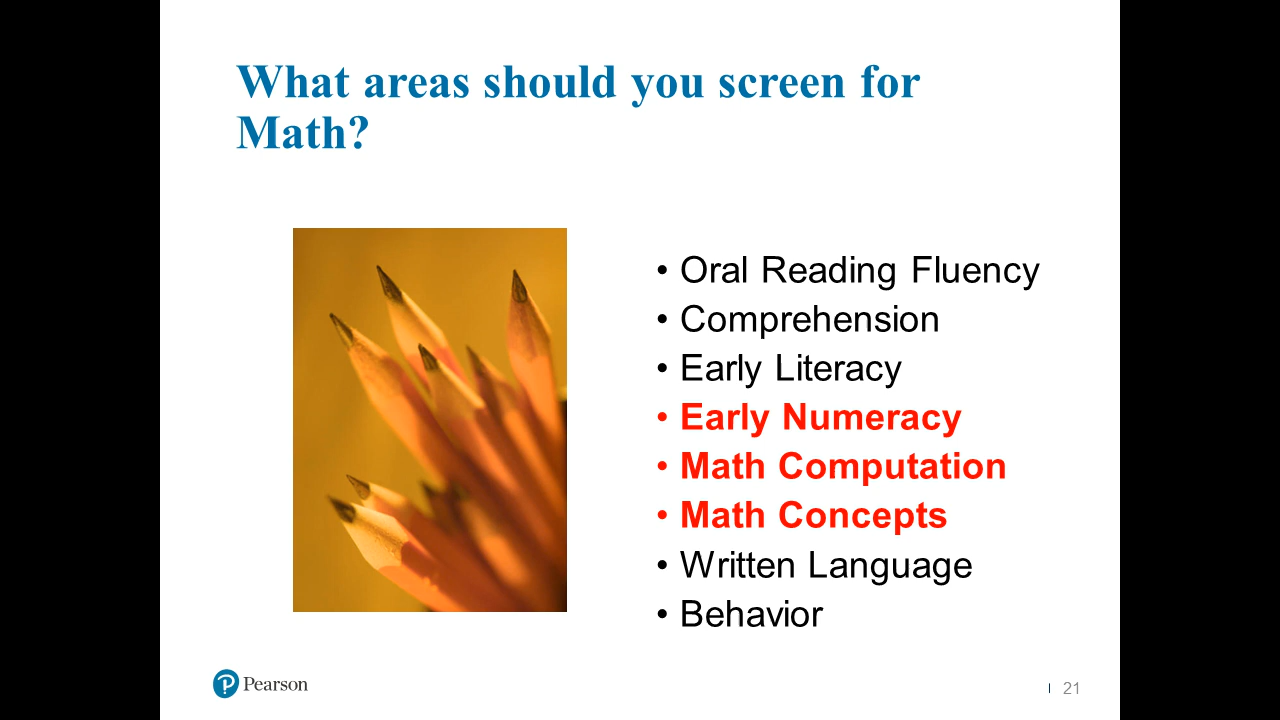 What areas should you screen for
Math?
• Oral Reading Fluency
• Comprehension
• Early Literacy
• Early Numeracy
• Math Computation
• Math Concepts
• Written Language
• Behavior
Pearson
21